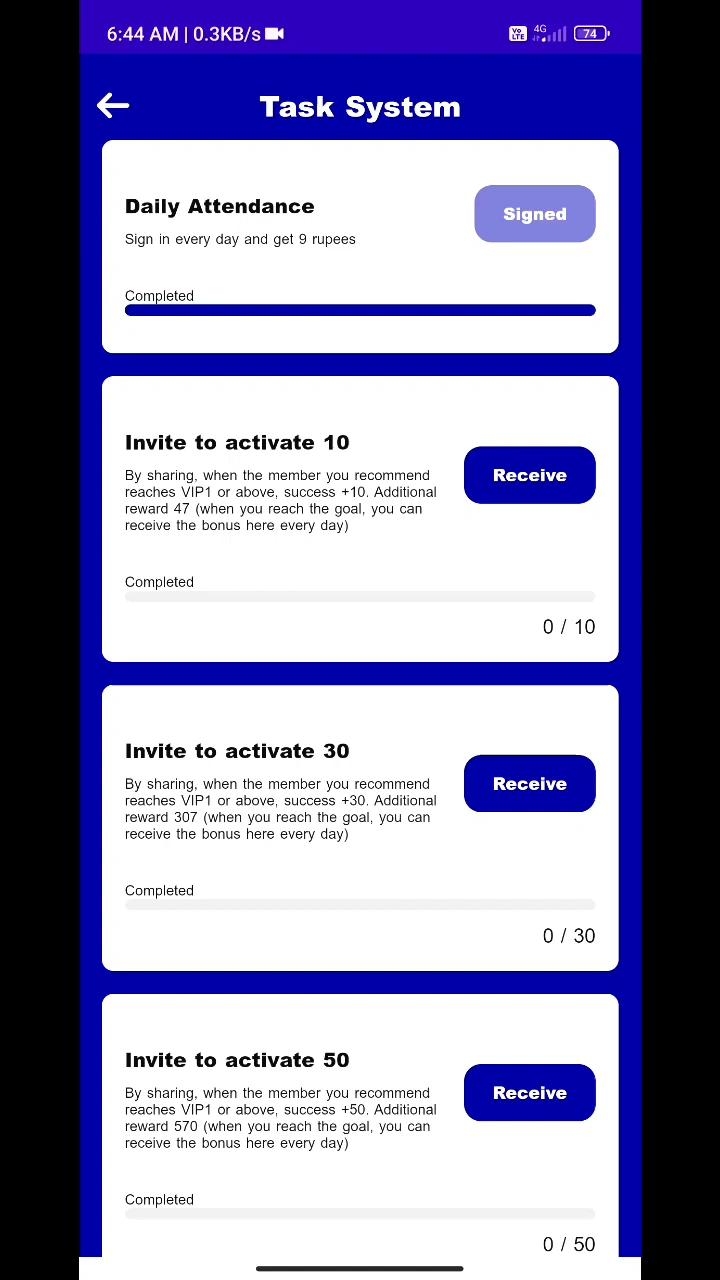 6:44 AM | 0.3KB/s
Vo LTE 4G 74
Task System
Daily Attendance
Signed
Sign in every day and get 9 rupees
Completed
Invite to activate 10
Receive
By sharing, when the member you recommend
reaches VIP1 or above, success +10. Additional
reward 47 (when you reach the goal, you can
receive the bonus here every day)
Completed
0 / 10
Invite to activate 30
Receive
By sharing, when the member you recommend
reaches VIP1 or above, success +30. Additional
reward 307 (when you reach the goal, you can
receive the bonus here every day)
Completed
0 / 30
Invite to activate 50
Receive
By sharing, when the member you recommend
reaches VIP1 or above, success +50. Additional
reward 570 (when you reach the goal, you can
receive the bonus here every day)
Completed
0 / 50